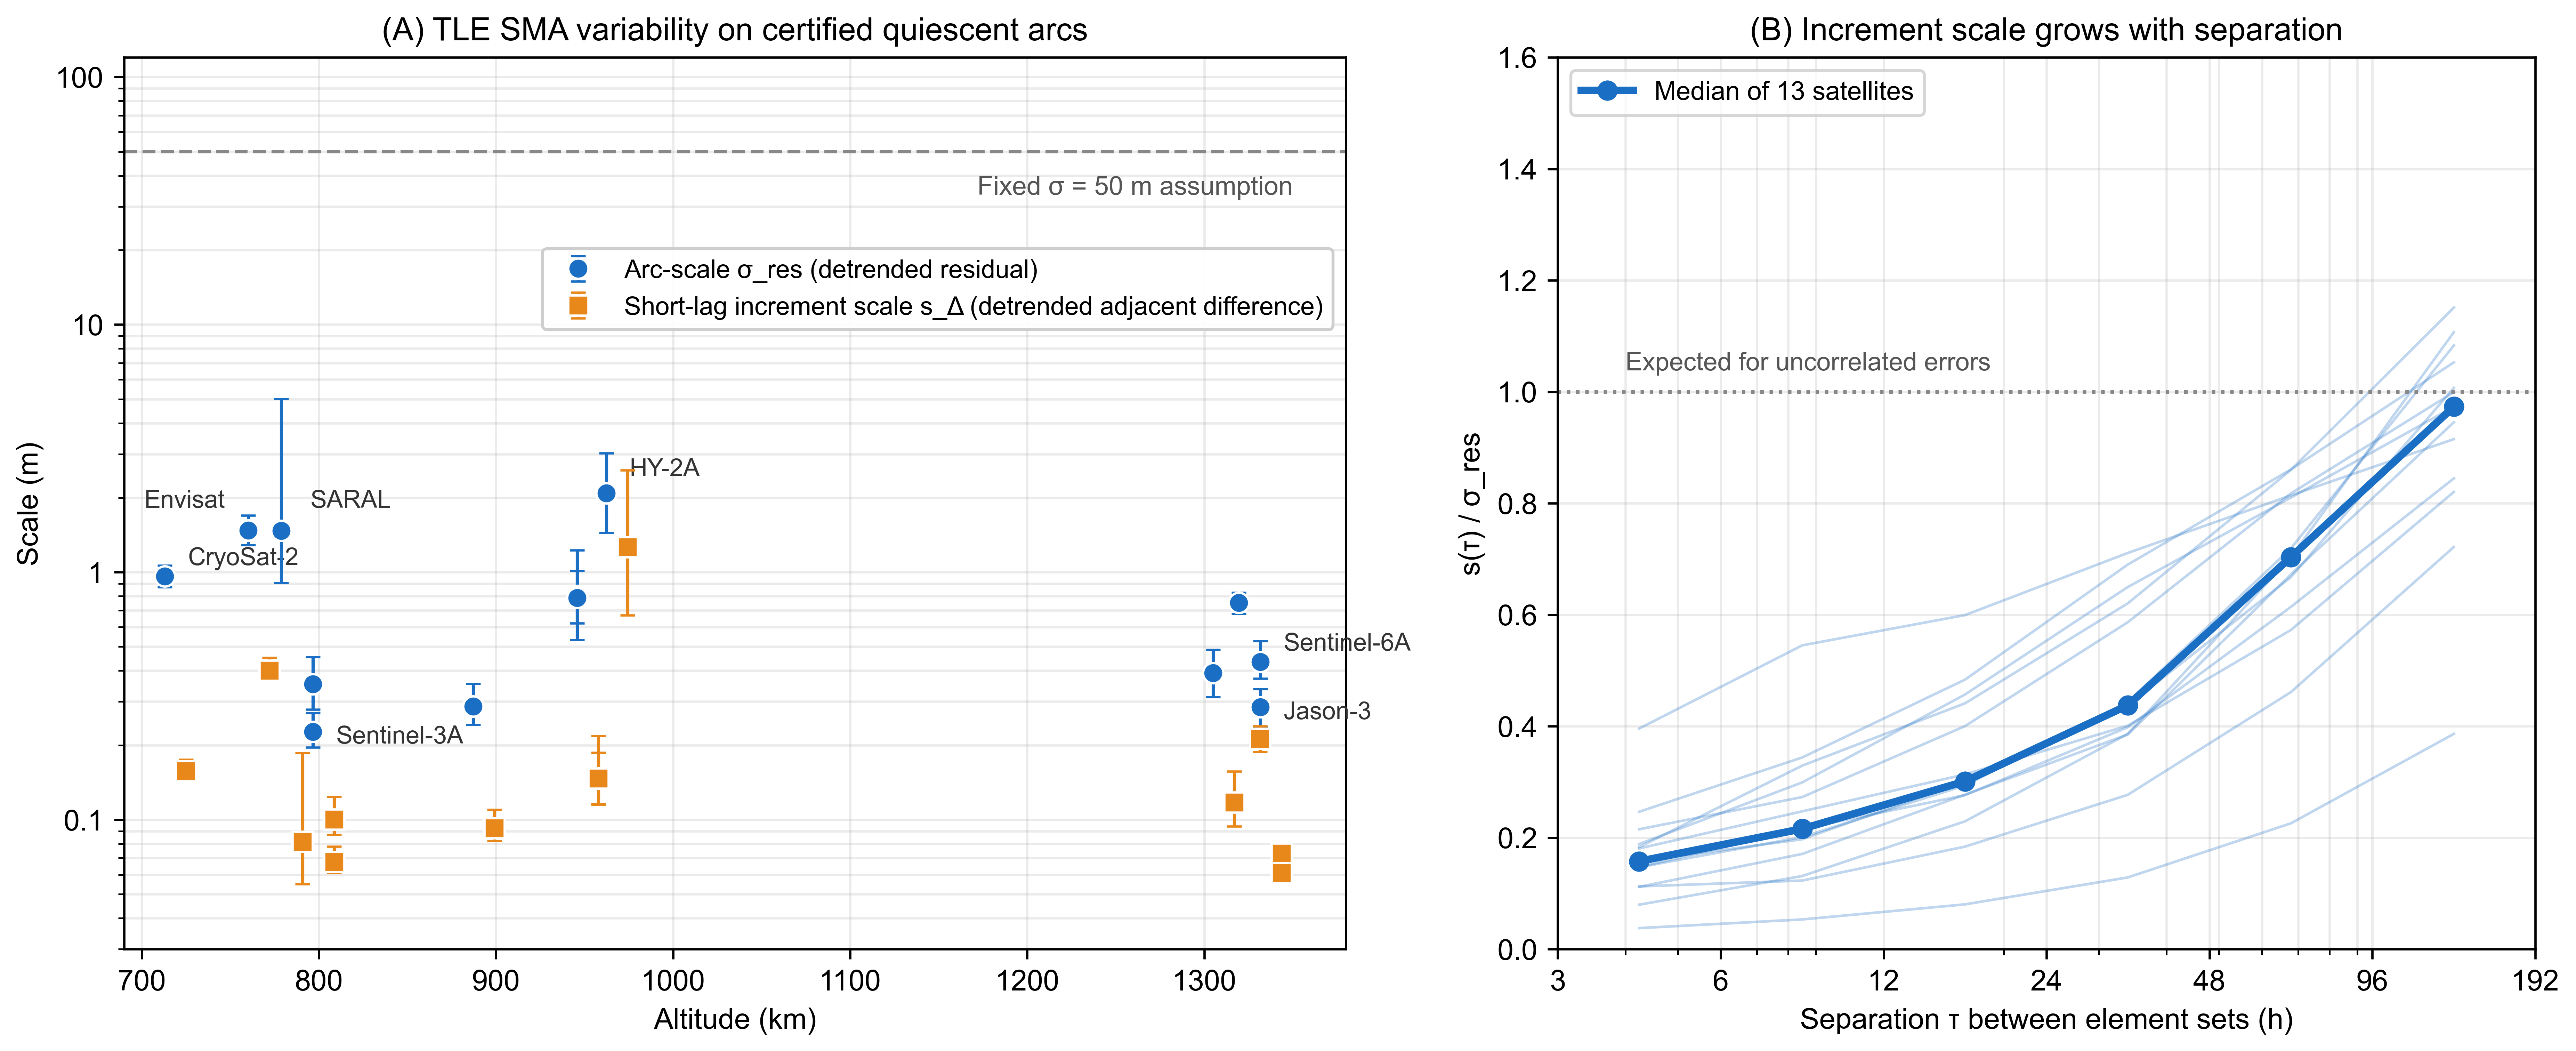 (A) TLE SMA variability on certified quiescent arcs
100
10
1
0.1
Scale (m)
Fixed σ = 50 m assumption
Arc-scale σ_res (detrended residual)
Short-lag increment scale s_Δ (detrended adjacent difference)
HY-2A
Envisat
SARAL
CryoSat-2
Sentinel-6A
Jason-3
Sentinel-3A
700 800 900 1000 1100 1200 1300
Altitude (km)
(B) Increment scale grows with separation
1.6
1.4
1.2
1.0
0.8
0.6
0.4
0.2
0.0
s(τ) / σ_res
Median of 13 satellites
Expected for uncorrelated errors
3 6 12 24 48 96 192
Separation τ between element sets (h)